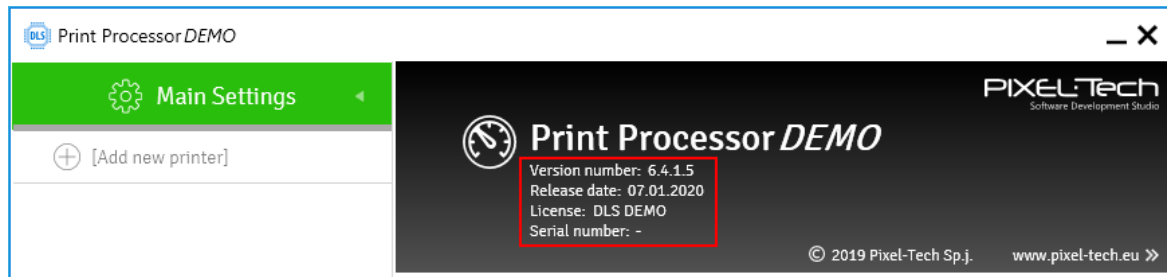 DLS Print Processor DEMO
Main Settings
[Add new printer]
PIXEL-Tech
Software Development Studio
Print Processor DEMO
Version number: 6.4.1.5
Release date: 07.01.2020
License: DLS DEMO
Serial number: -
© 2019 Pixel-Tech Sp.j. www.pixel-tech.eu »